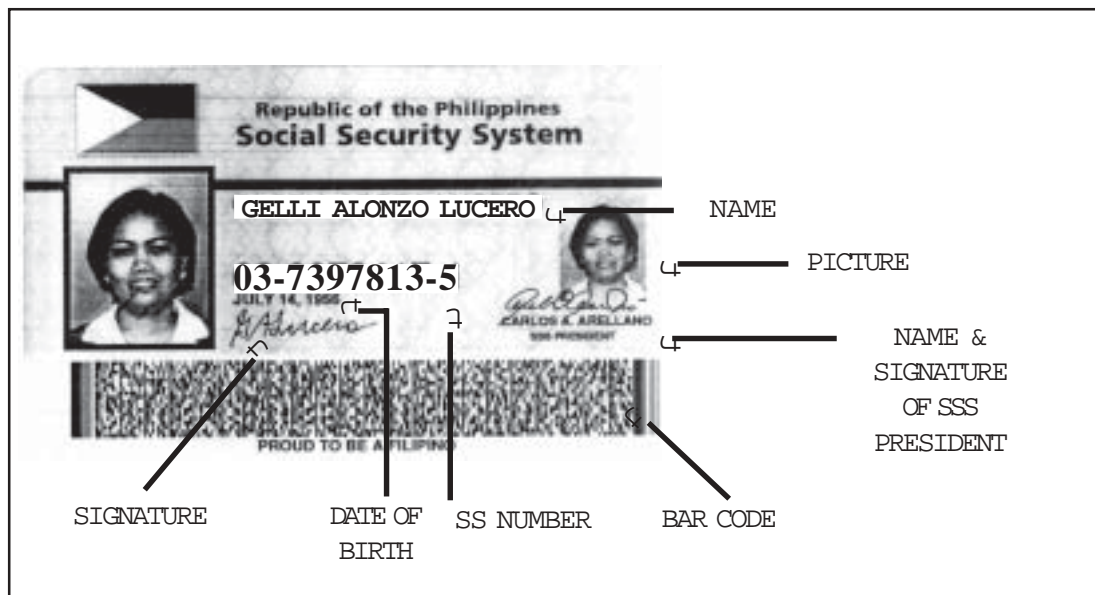 Republic of the Philippines
Social Security System
GELLI ALONZO LUCERO
NAME
PICTURE
03-7397813-5
JULY 14, 1956
CARLOS A. ARELLANO
SSS PRESIDENT
NAME &
SIGNATURE
OF SSS
PRESIDENT
PROUD TO BE A FILIPINO
SIGNATURE
DATE OF
BIRTH
SS NUMBER
BAR CODE